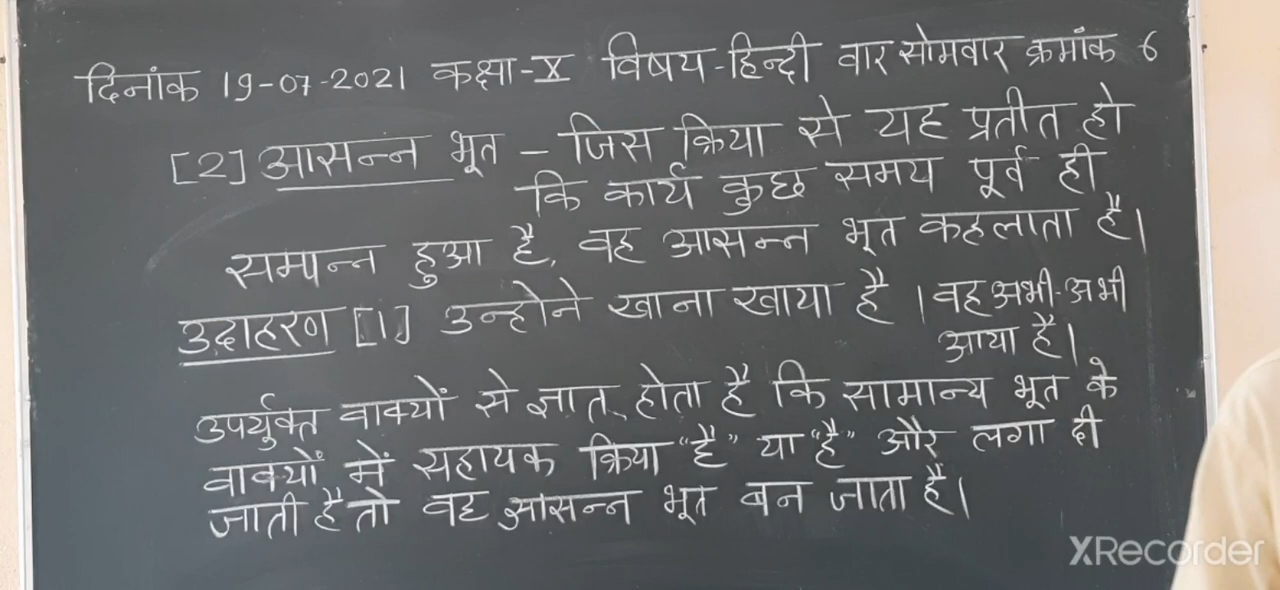 दिनांक 19-07-2021 कक्षा-X विषय-हिन्दी वार सोमवार क्रमांक 6
[2] आसन्न भूत – जिस क्रिया से यह प्रतीत हो
कि कार्य कुछ समय पूर्व ही
सम्पन्न हुआ है, वह आसन्न भूत कहलाता है।
उदाहरण [1] उन्होने खाना खाया है । वह अभी-अभी
आया है।
उपर्युक्त वाक्यों से ज्ञात होता है कि सामान्य भूत के
वाक्यों में सहायक क्रिया "है" या "हैं" और लगा दी
जाती है तो वह आसन्न भूत बन जाता है।
XRecorder